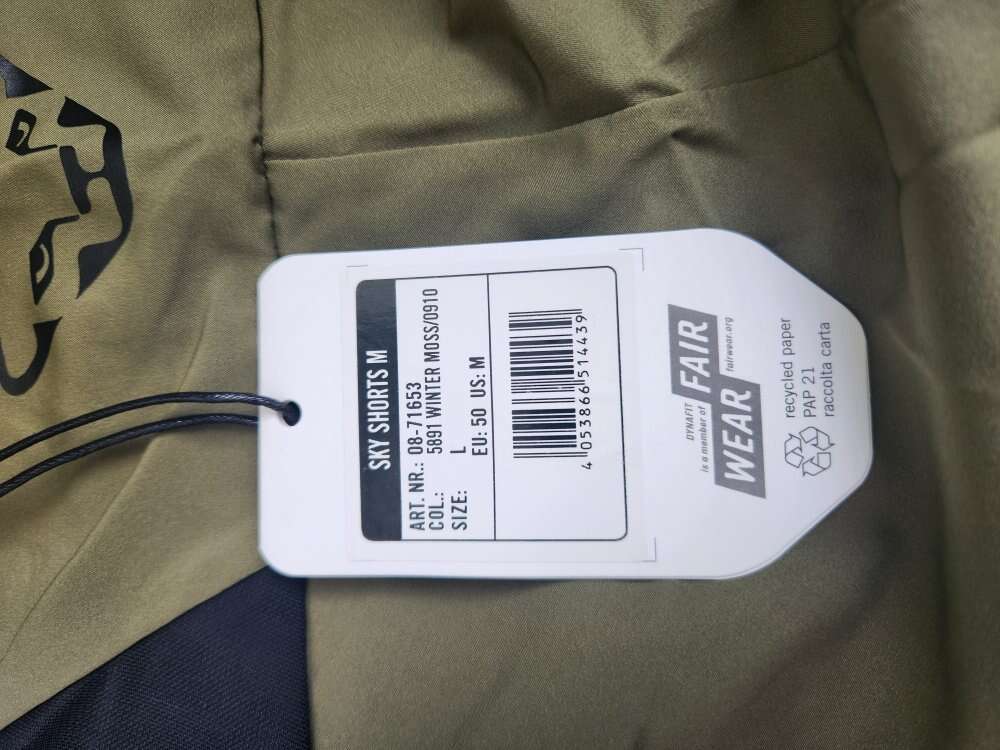 SKY SHORTS M
ART. NR.: 08-71653
COL.: 5891 WINTER MOSS/0910
SIZE: L
EU: 50 US: M
4 053866 514439
DYNAFIT
is a member of FAIR
WEAR fairwear.org
recycled paper
PAP 21
raccolta carta